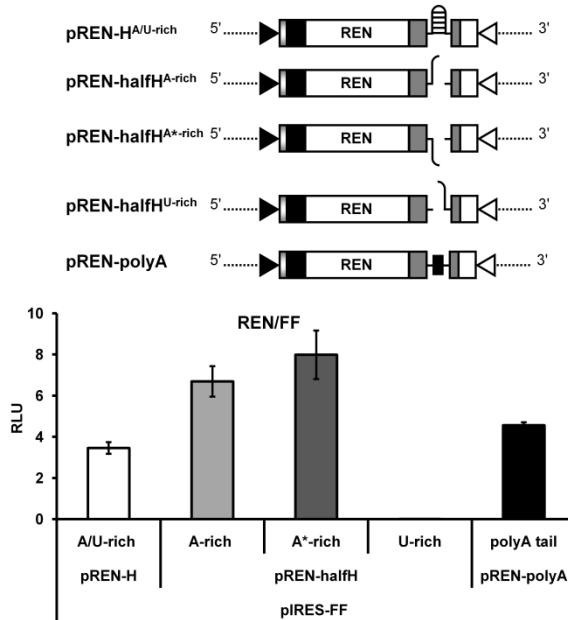 pREN-H^A/U-rich 5' REN 3'
pREN-halfH^A-rich 5' REN 3'
pREN-halfH^A*-rich 5' REN 3'
pREN-halfH^U-rich 5' REN 3'
pREN-polyA 5' REN 3'
REN/FF
10
8
6
4
2
0
RLU
A/U-rich A-rich A*-rich U-rich polyA tail
pREN-H pREN-halfH pREN-polyA
pIRES-FF